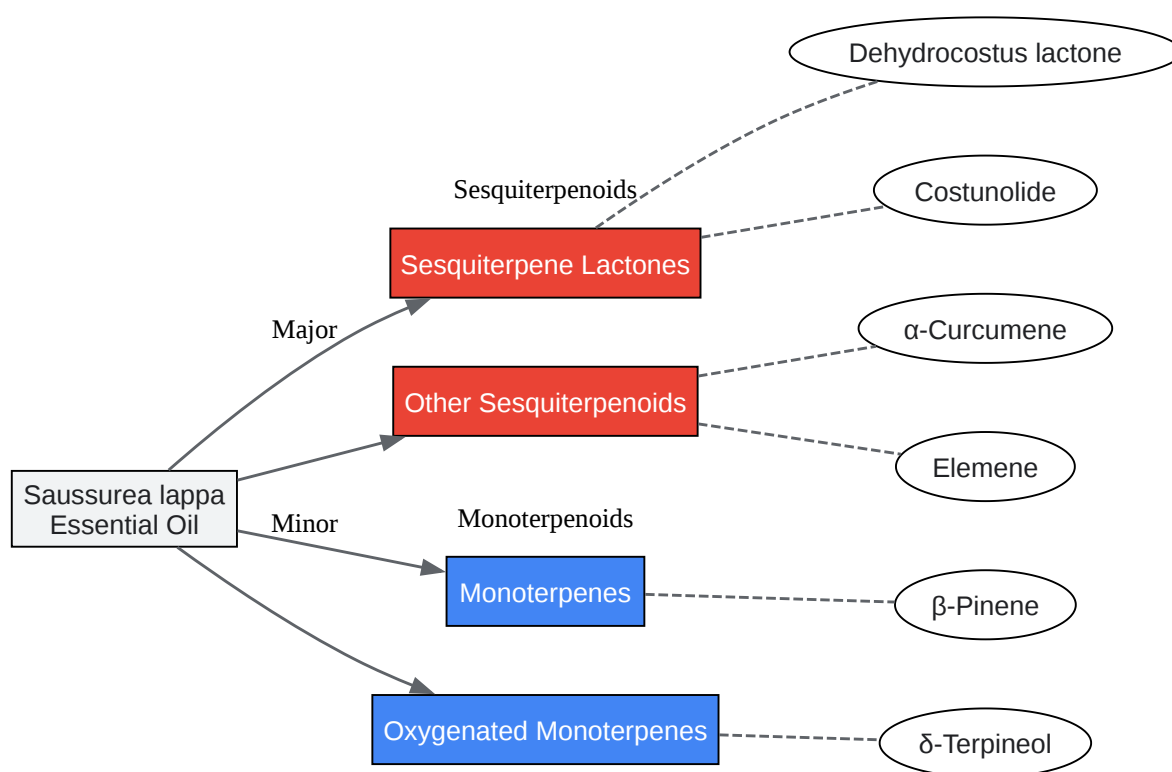 Dehydrocostus lactone
Sesquiterpenoids
Costunolide
Sesquiterpene Lactones
Major
α-Curcumene
Other Sesquiterpenoids
Elemene
Saussurea lappa
Essential Oil
Minor
Monoterpenoids
Monoterpenes
β-Pinene
Oxygenated Monoterpenes
δ-Terpineol